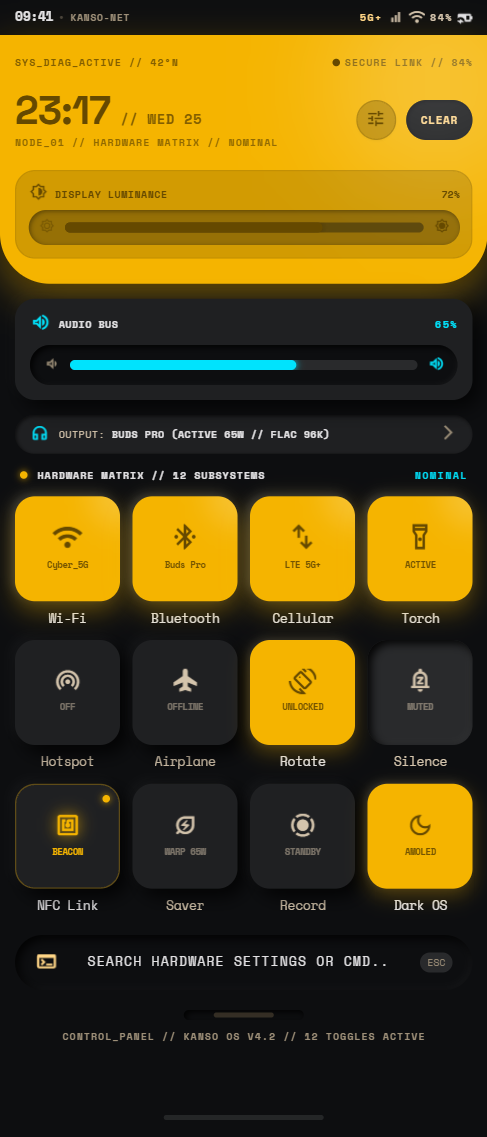 09:41 • KANSO-NET 5G+ 84%
SYS_DIAG_ACTIVE // 42°N SECURE LINK // 84%
23:17 // WED 25
CLEAR
NODE_01 // HARDWARE MATRIX // NOMINAL
DISPLAY LUMINANCE 72%
AUDIO BUS 65%
OUTPUT: BUDS PRO (ACTIVE 65W // FLAC 96K)
HARDWARE MATRIX // 12 SUBSYSTEMS NOMINAL
Cyber_5G Buds Pro LTE 5G+ ACTIVE
Wi-Fi Bluetooth Cellular Torch
OFF OFFLINE UNLOCKED MUTED
Hotspot Airplane Rotate Silence
BEACON WARP 65W STANDBY AMOLED
NFC Link Saver Record Dark OS
SEARCH HARDWARE SETTINGS OR CMD.. ESC
CONTROL_PANEL // KANSO OS V4.2 // 12 TOGGLES ACTIVE